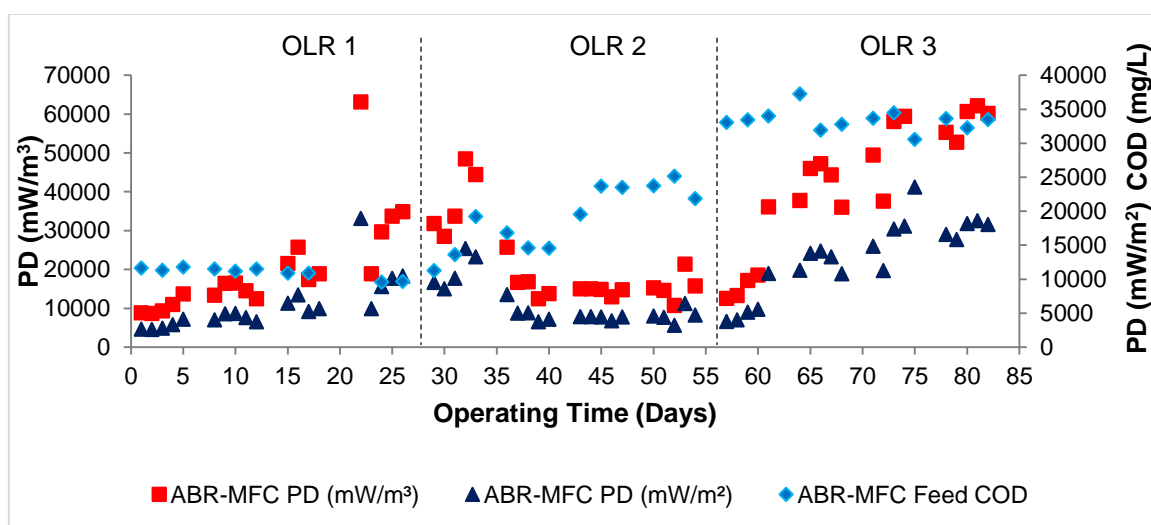 OLR 1 OLR 2 OLR 3
70000 40000
60000 35000
50000 30000
40000 25000
30000 20000
20000 15000
10000 10000
0 5000
0
PD (mW/m³)
PD (mW/m²) COD (mg/L)
0 5 10 15 20 25 30 35 40 45 50 55 60 65 70 75 80 85
Operating Time (Days)
ABR-MFC PD (mW/m³) ABR-MFC PD (mW/m²) ABR-MFC Feed COD